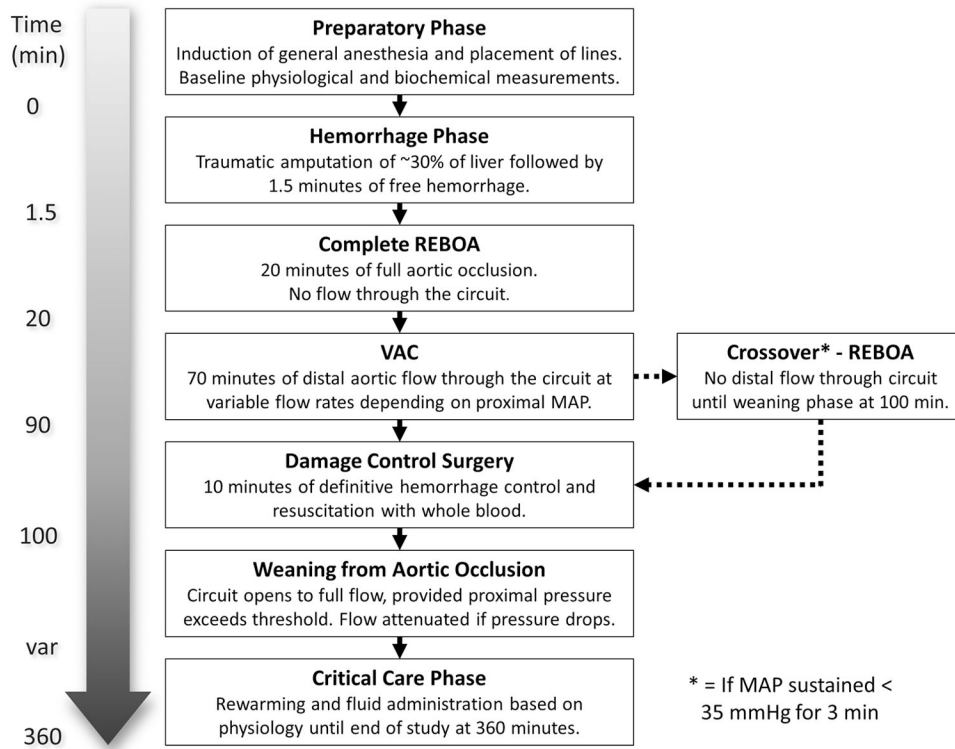 Time
(min)
0
1.5
20
90
100
var
360
Preparatory Phase
Induction of general anesthesia and placement of lines.
Baseline physiological and biochemical measurements.
Hemorrhage Phase
Traumatic amputation of ~30% of liver followed by
1.5 minutes of free hemorrhage.
Complete REBOA
20 minutes of full aortic occlusion.
No flow through the circuit.
VAC
70 minutes of distal aortic flow through the circuit at
variable flow rates depending on proximal MAP.
Crossover* - REBOA
No distal flow through circuit
until weaning phase at 100 min.
Damage Control Surgery
10 minutes of definitive hemorrhage control and
resuscitation with whole blood.
Weaning from Aortic Occlusion
Circuit opens to full flow, provided proximal pressure
exceeds threshold. Flow attenuated if pressure drops.
Critical Care Phase
Rewarming and fluid administration based on
physiology until end of study at 360 minutes.
* = If MAP sustained <
35 mmHg for 3 min